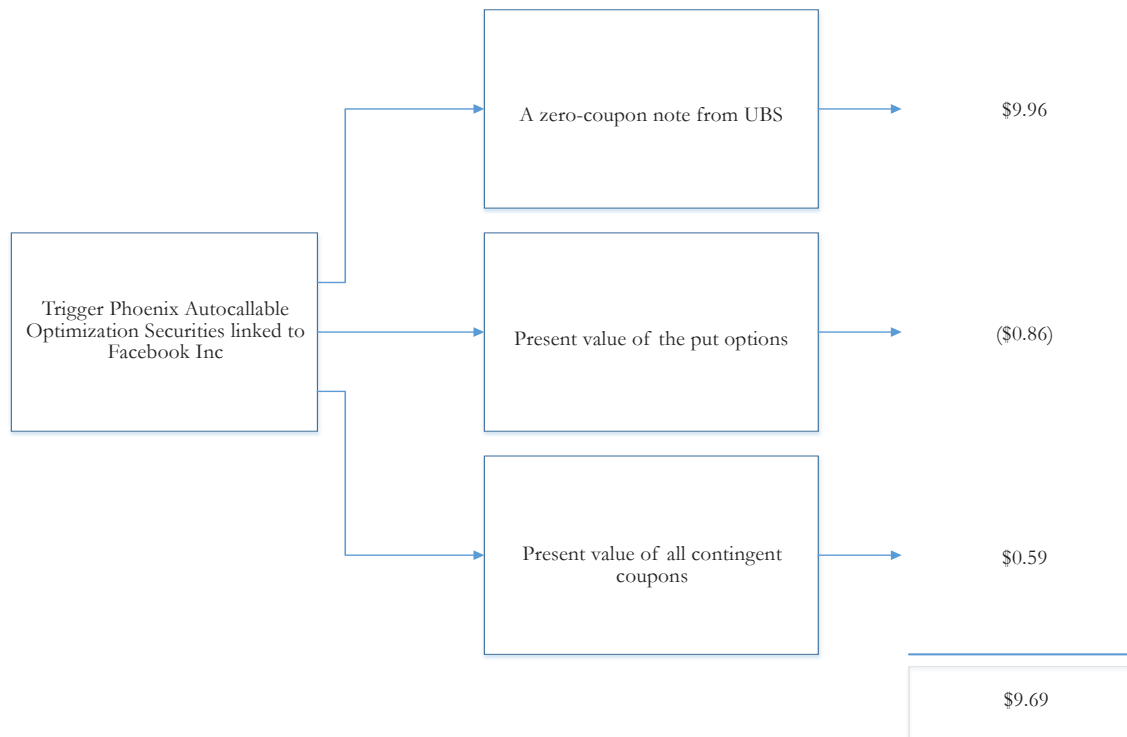 A zero-coupon note from UBS
$9.96
Trigger Phoenix Autocallable
Optimization Securities linked to
Facebook Inc
Present value of the put options
($0.86)
Present value of all contingent
coupons
$0.59
$9.69